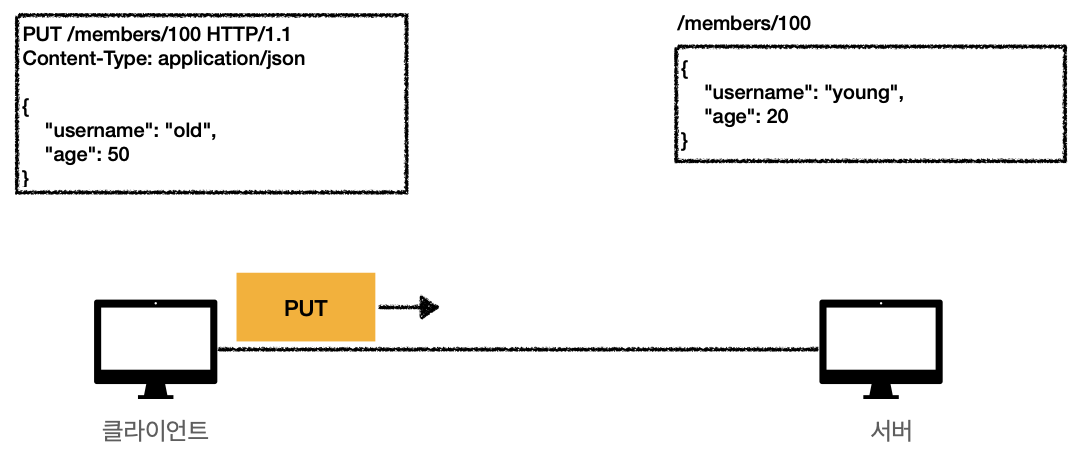 PUT /members/100 HTTP/1.1
Content-Type: application/json
{
"username": "old",
"age": 50
}
/members/100
{
"username": "young",
"age": 20
}
PUT
클라이언트
서버